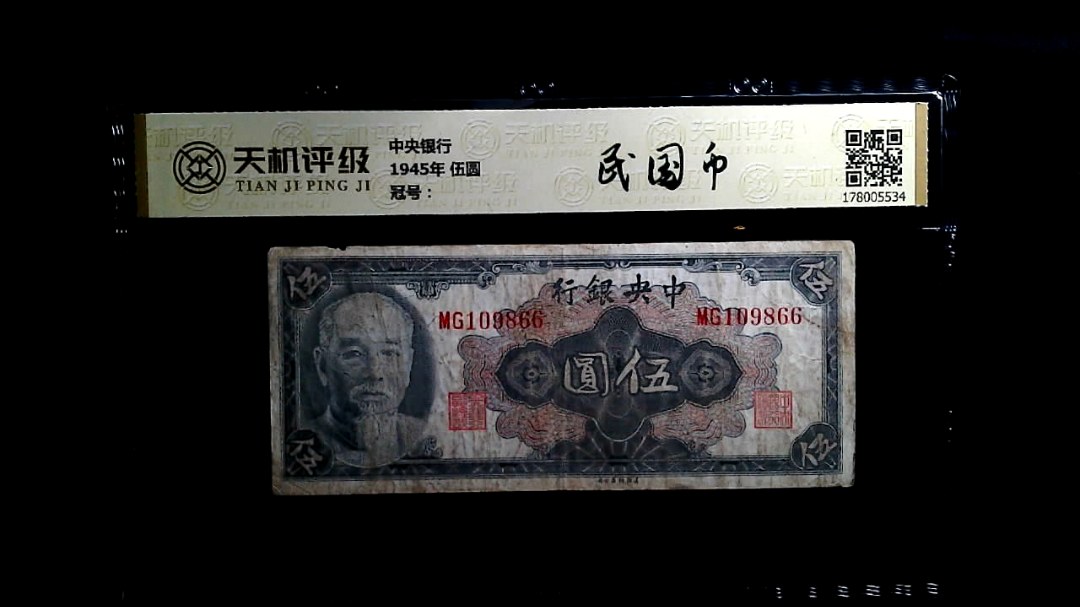 天机评级
TIAN JI PING JI
中央银行
1945年 伍圆
冠号：
民国币
178005534
伍
伍
行銀央中
MG109866
MG109866
圓伍
伍
伍